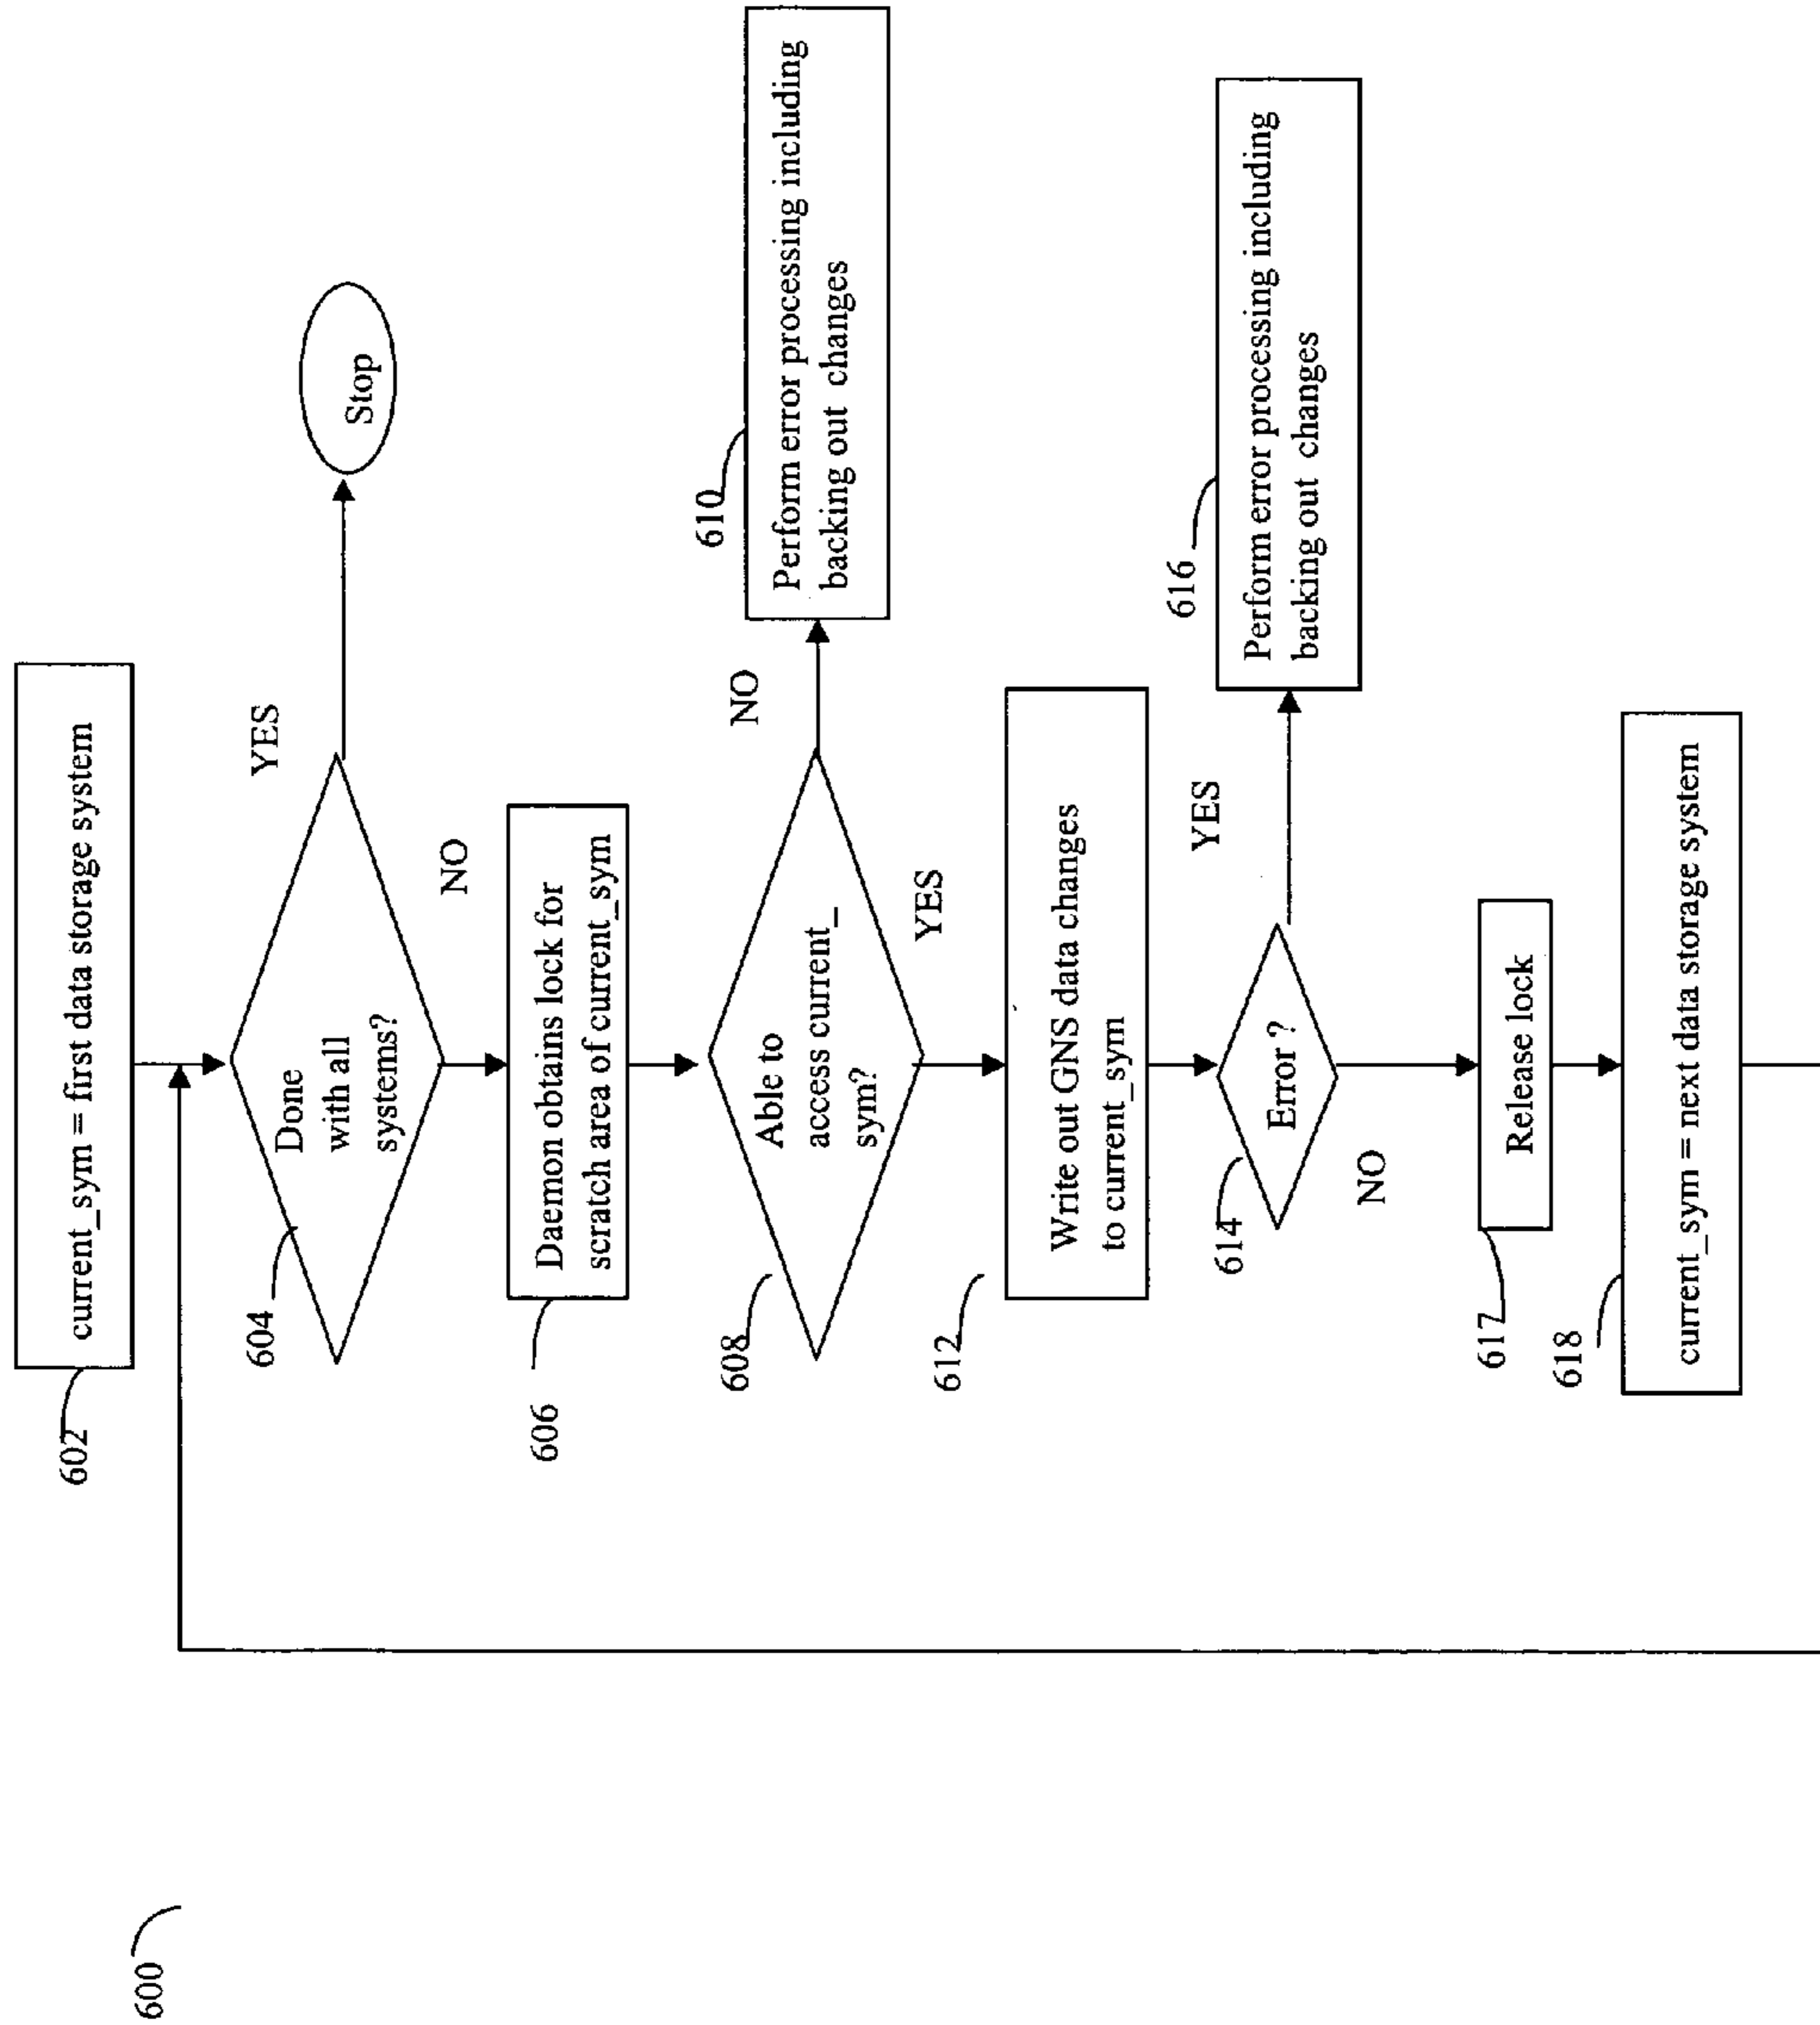 600
602
current_sym = first data storage system
604
Done
with all
systems?
YES
Stop
NO
606
Daemon obtains lock for
scratch area of current_sym
608
Able to
access current_
sym?
NO
610
Perform error processing including
backing out changes
YES
612
Write out GNS data changes
to current_sym
614
Error ?
YES
616
Perform error processing including
backing out changes
NO
617
Release lock
618
current_sym = next data storage system